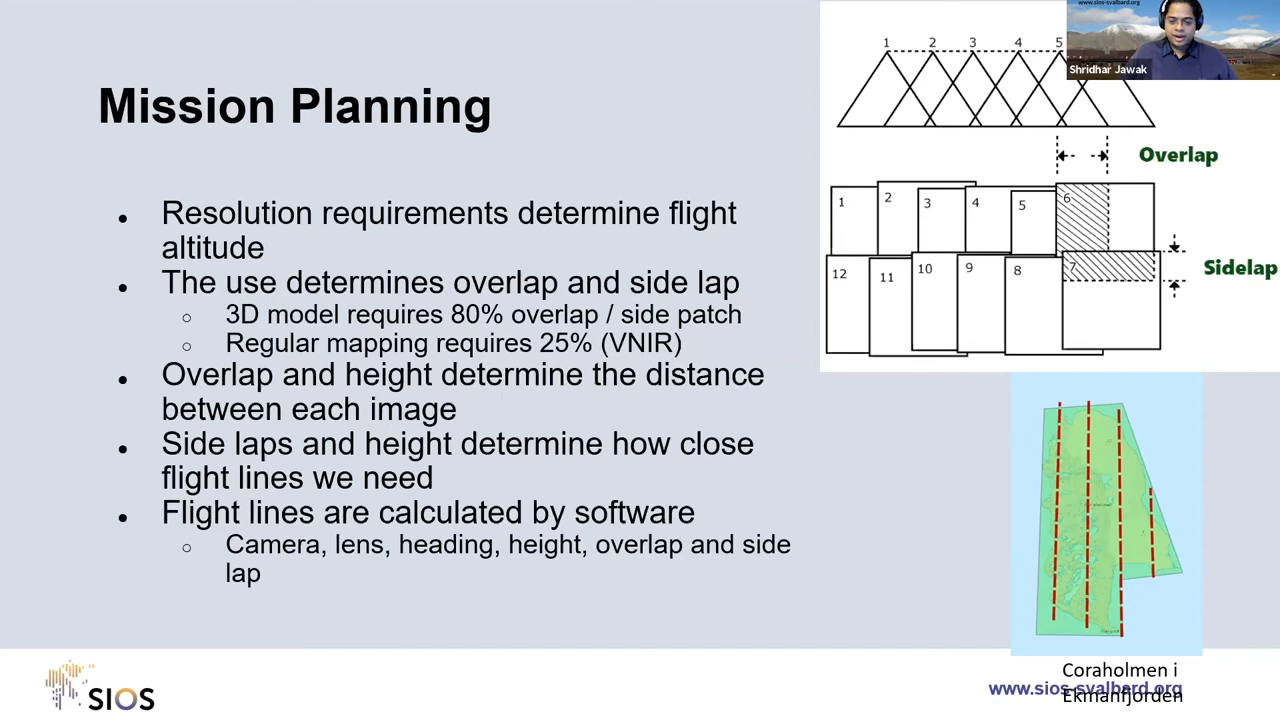 Mission Planning
Resolution requirements determine flight
altitude
The use determines overlap and side lap
3D model requires 80% overlap / side patch
Regular mapping requires 25% (VNIR)
Overlap and height determine the distance
between each image
Side laps and height determine how close
flight lines we need
Flight lines are calculated by software
Camera, lens, heading, height, overlap and side
lap
www.sios-svalbard.org
Shridhar Jawak
1 2 3 4 5
Overlap
1 2 3 4 5 6
Sidelap
12 11 10 9 8 7
Coraholmen i
Ekmanfjorden
www.sios-svalbard.org
SIOS